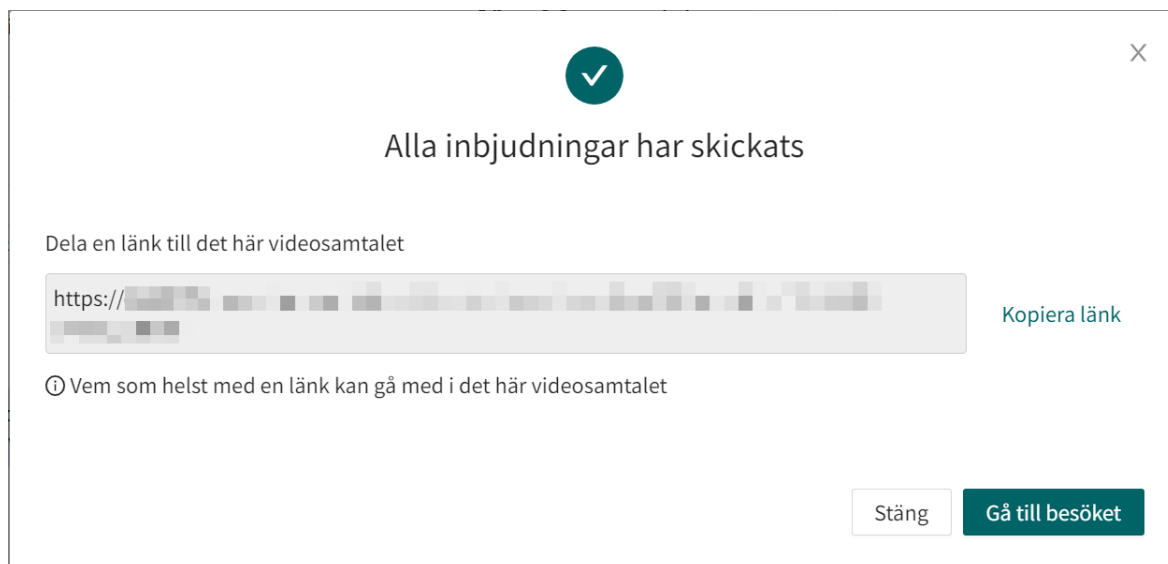 Alla inbjudningar har skickats
Dela en länk till det här videosamtalet
https://
Kopiera länk
Vem som helst med en länk kan gå med i det här videosamtalet
Stäng
Gå till besöket